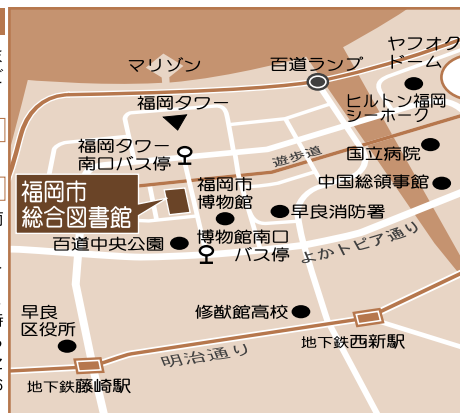 ヤフオク
ドーム
マリゾン
百道ランプ
福岡タワー
ヒルトン福岡
シーホーク
福岡タワー
南口バス停
遊歩道
国立病院
福岡市
総合図書館
福岡市
博物館
中国総領事館
早良消防署
百道中央公園
博物館南口
バス停
よかトピア通り
早良
区役所
修猷館高校
地下鉄西新駅
明治通り
地下鉄藤崎駅